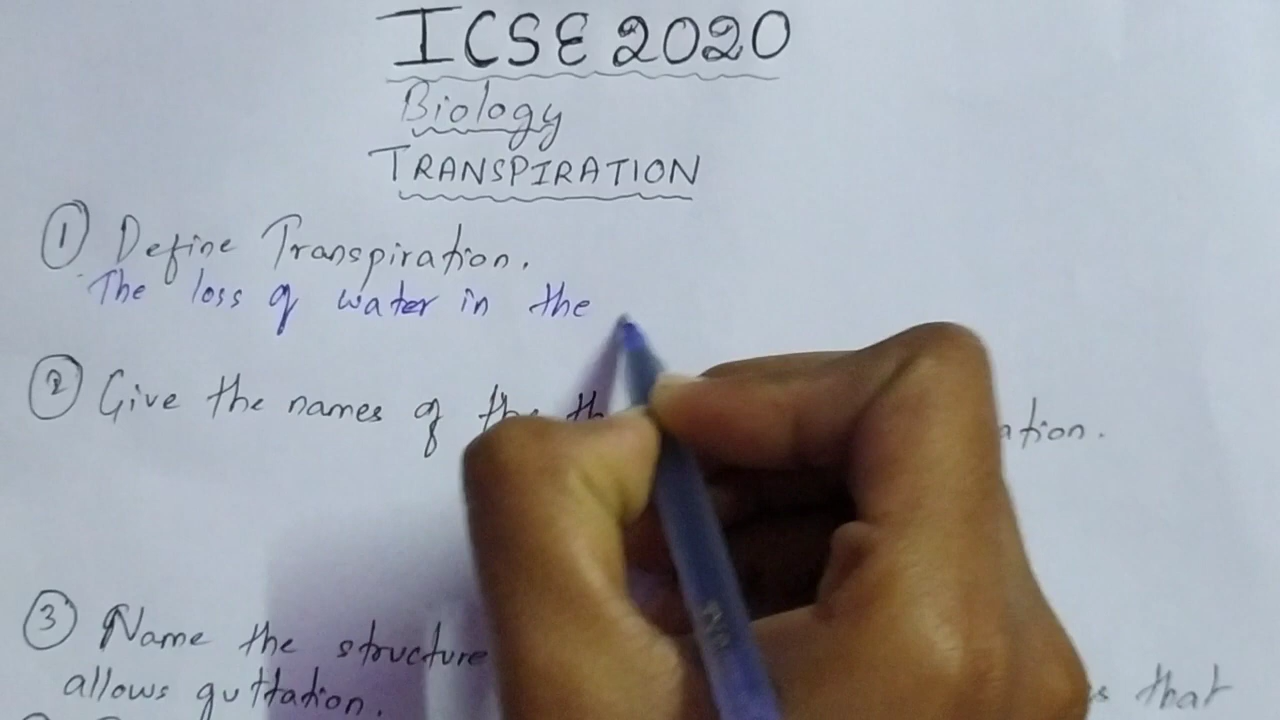 ICSE 2020
Biology
TRANSPIRATION
① Define Transpiration.
The loss of water in the
② Give the names of the
③ Name the structure that
allows guttation.